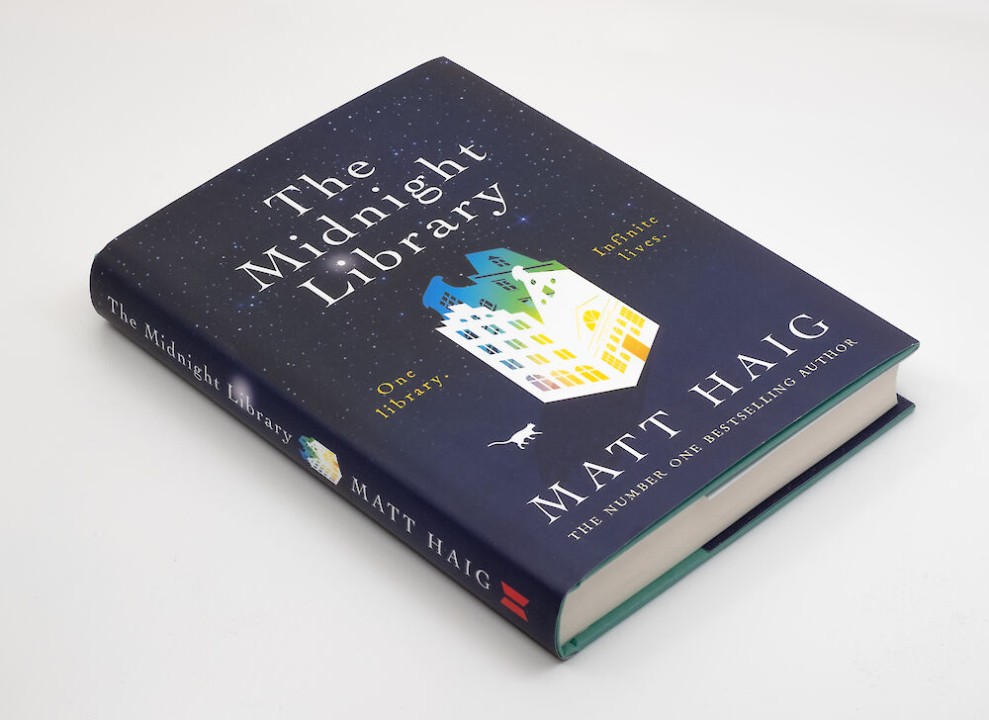 The
Midnight
Library
Infinite
lives.
One
library.
MATT HAIG
THE NUMBER ONE BESTSELLING AUTHOR
The Midnight Library MATT HAIG